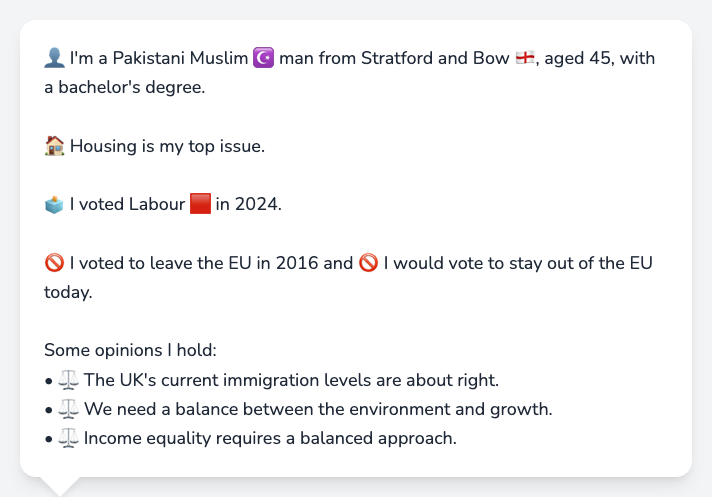 👤 I'm a Pakistani Muslim ☪️ man from Stratford and Bow 🏴󠁧󠁢󠁥󠁮󠁧󠁿, aged 45, with
a bachelor's degree.
🏠 Housing is my top issue.
🗳️ I voted Labour 🟥 in 2024.
🚫 I voted to leave the EU in 2016 and 🚫 I would vote to stay out of the EU
today.
Some opinions I hold:
• ⚖️ The UK's current immigration levels are about right.
• ⚖️ We need a balance between the environment and growth.
• ⚖️ Income equality requires a balanced approach.